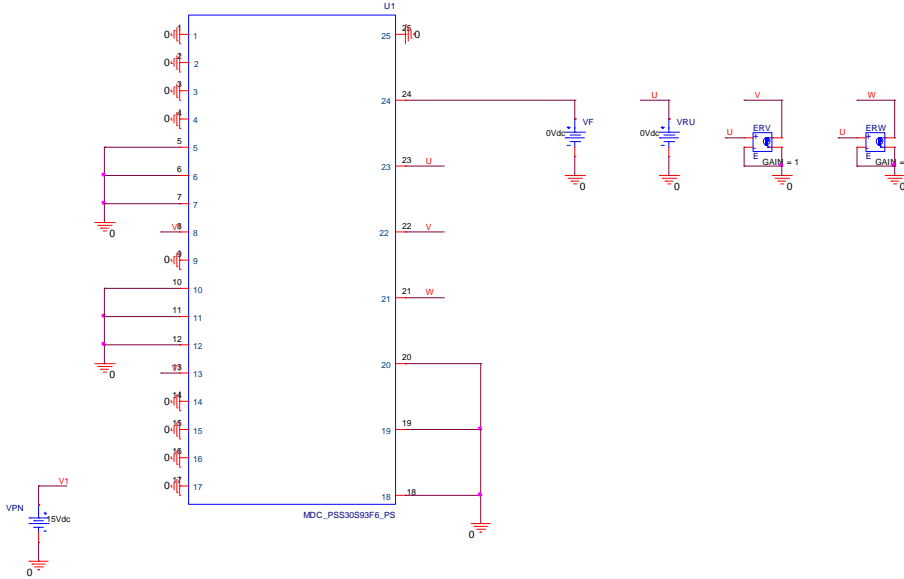 U1
0 1 1
25 25 0
0 2 2
0 3 3
24 24
0 4 4
VF
0Vdc
U
VRU
0Vdc
V
U
ERV
+
-
E
GAIN = 1
W
U
ERW
+
-
E
GAIN =
5 5
6 6
7 7
0
23 23 U
0
0
0
0
8 8
22 22 V
0 9 9
10 10
11 11
12 12
0
21 21 W
13 13
20 20
0 14 14
0 15 15
19 19
0 16 16
0 17 17
18 18
0
MDC_PSS30S93F6_PS
V1
VPN
15Vdc
0